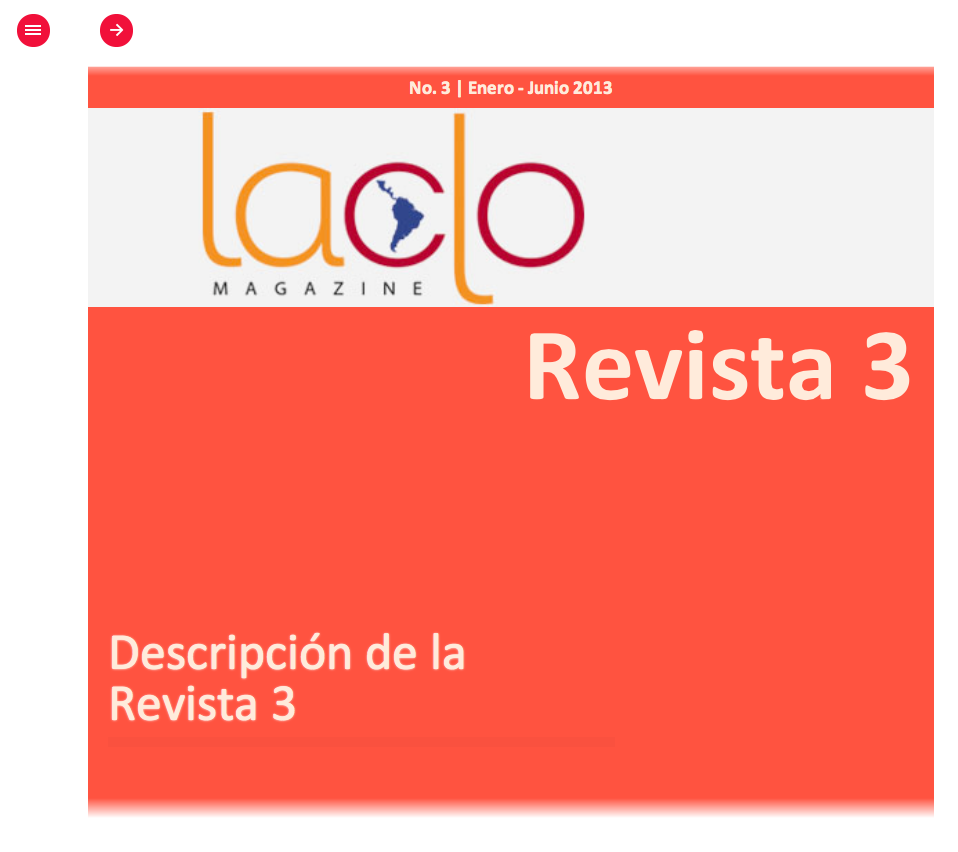 No. 3 | Enero - Junio 2013
laclo
MAGAZINE
Revista 3
Descripción de la
Revista 3